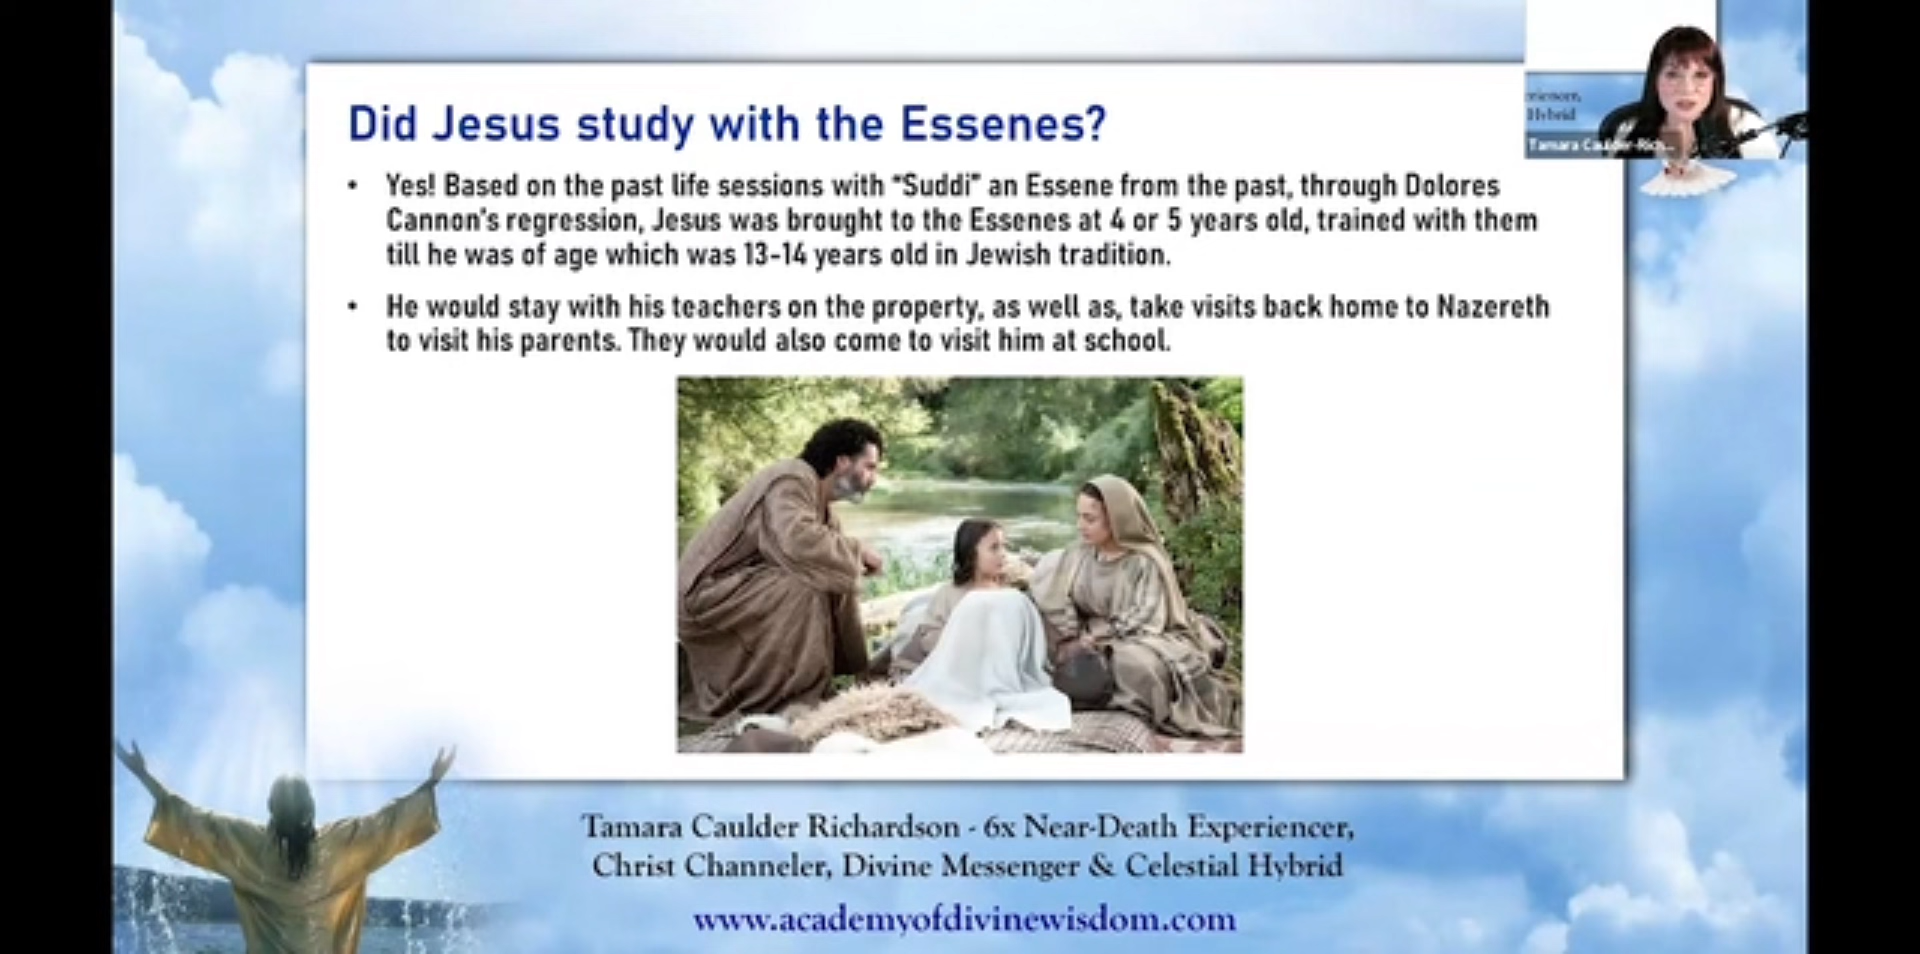 Did Jesus study with the Essenes?
• Yes! Based on the past life sessions with "Suddi" an Essene from the past, through Dolores
Cannon's regression, Jesus was brought to the Essenes at 4 or 5 years old, trained with them
till he was of age which was 13-14 years old in Jewish tradition.
• He would stay with his teachers on the property, as well as, take visits back home to Nazereth
to visit his parents. They would also come to visit him at school.
Hybrid
Tamara Caulder-Rich...
Tamara Caulder Richardson - 6x Near-Death Experiencer,
Christ Channeler, Divine Messenger & Celestial Hybrid
www.academyofdivinewisdom.com